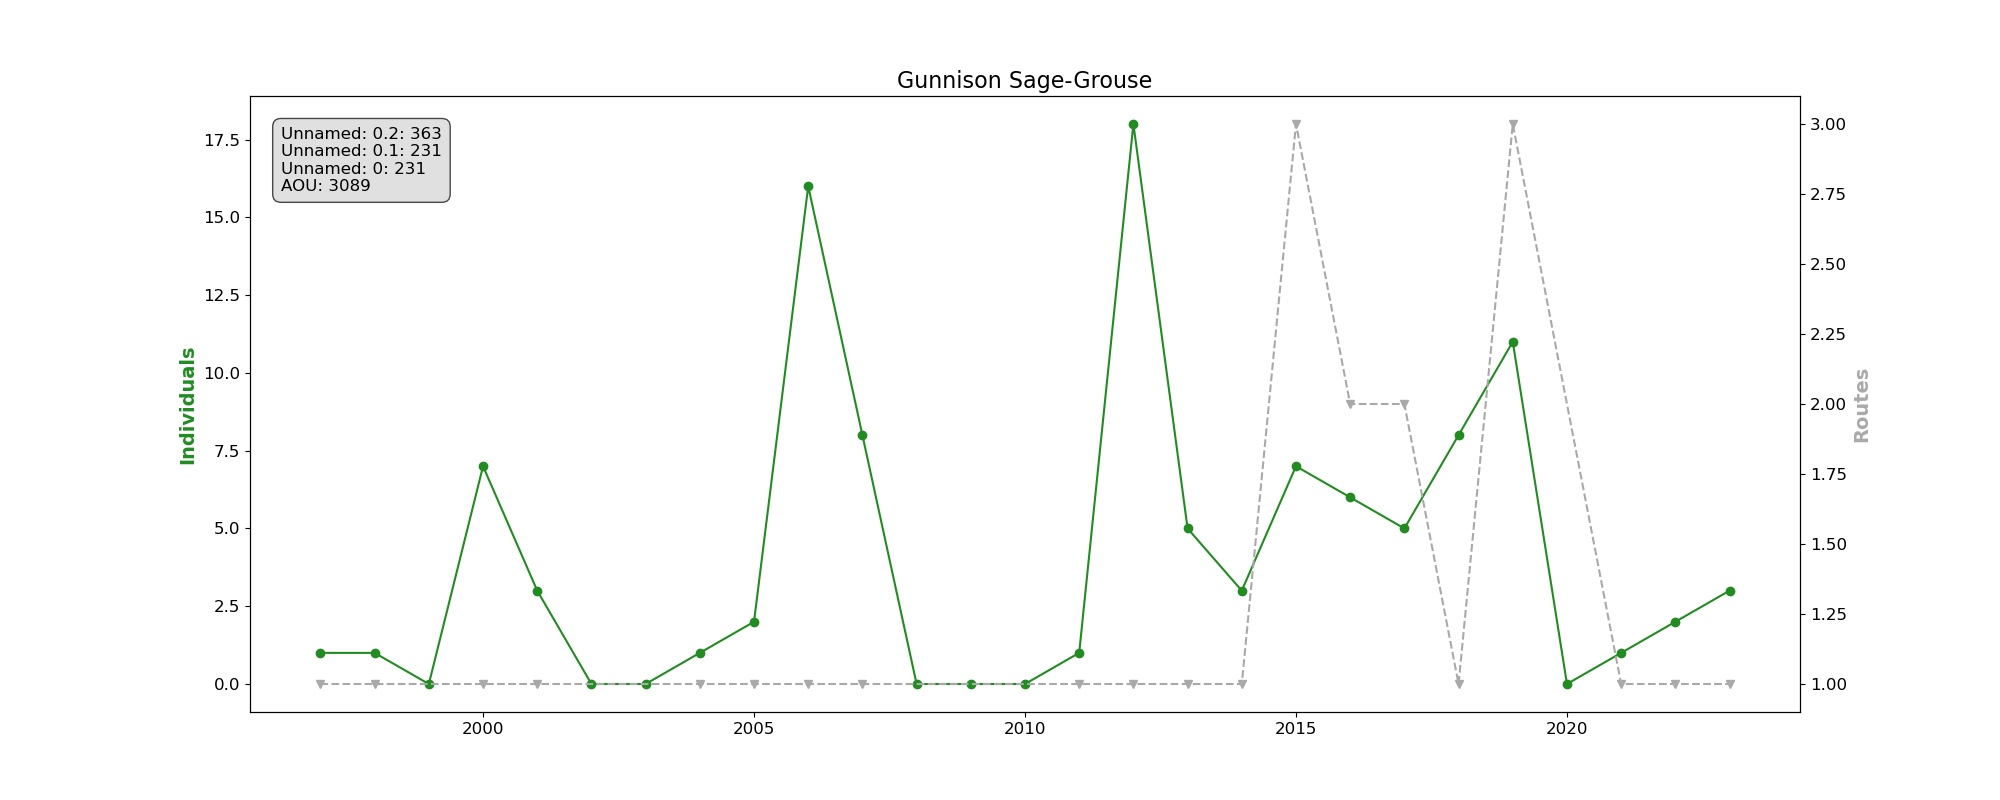 Gunnison Sage-Grouse
Unnamed: 0.2: 363
Unnamed: 0.1: 231
Unnamed: 0: 231
AOU: 3089
Individuals
17.5
15.0
12.5
10.0
7.5
5.0
2.5
0.0
3.00
2.75
2.50
2.25
2.00
1.75
1.50
1.25
1.00
Routes
2000 2005 2010 2015 2020